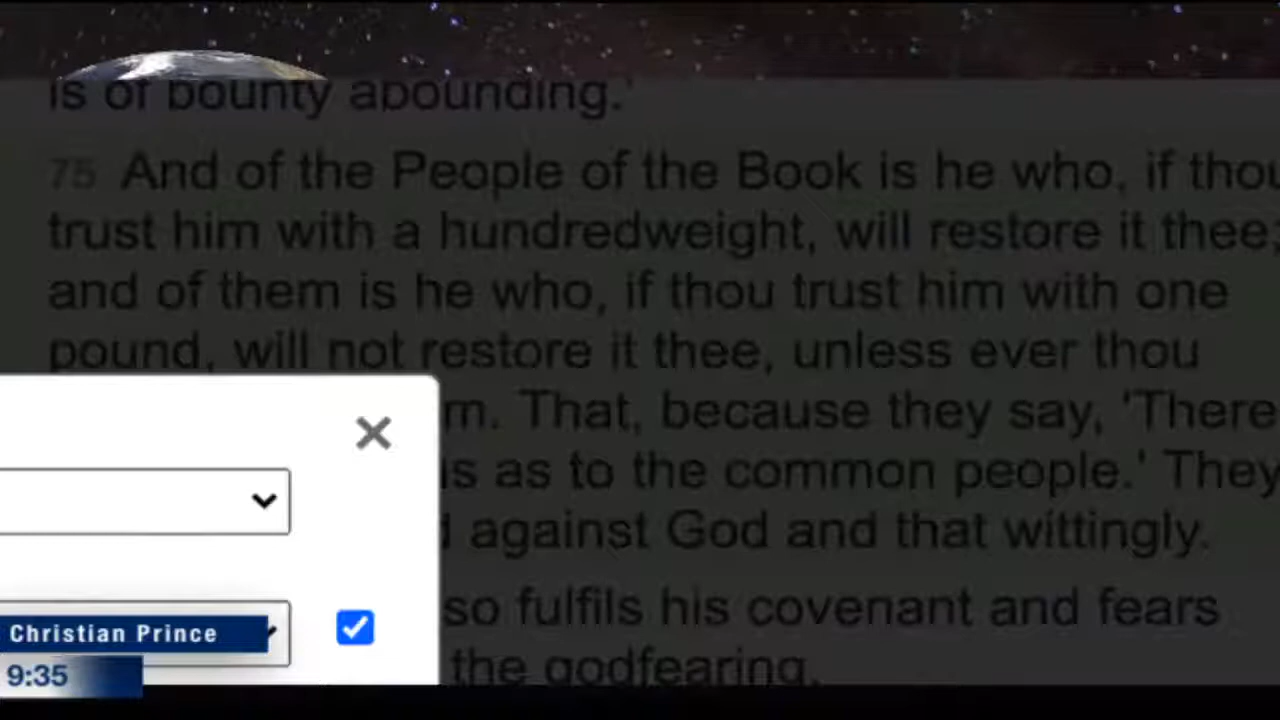 is of bounty abounding.'
75 And of the People of the Book is he who, if thou
trust him with a hundredweight, will restore it thee;
and of them is he who, if thou trust him with one
pound, will not restore it thee, unless ever thou
m. That, because they say, 'There
is as to the common people.' They
against God and that wittingly.
so fulfils his covenant and fears
the godfearing.
Christian Prince
9:35